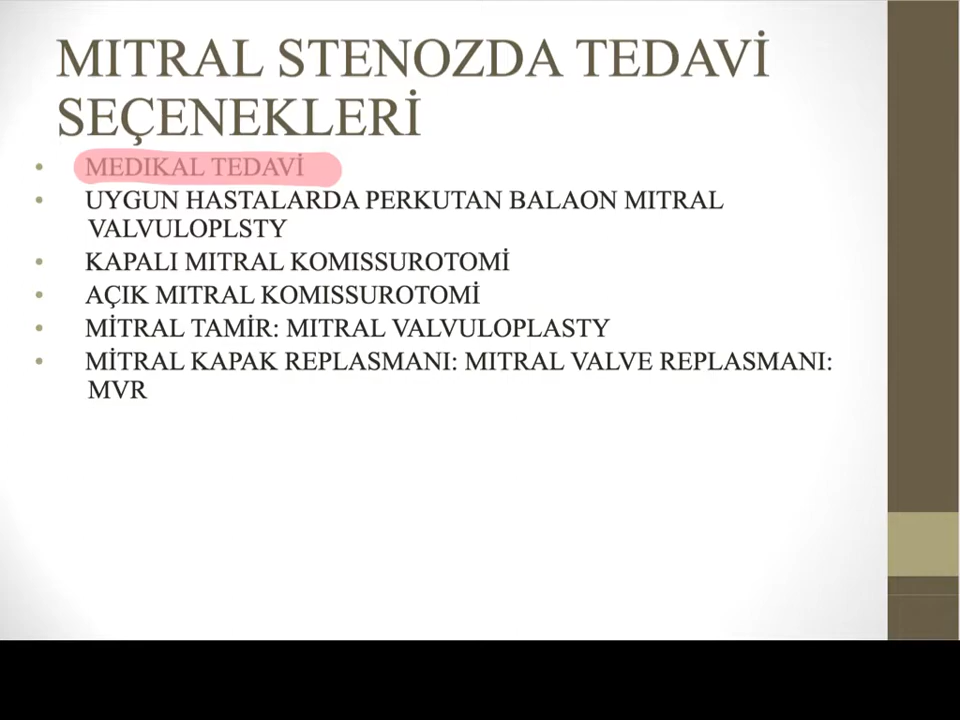 MITRAL STENOZDA TEDAVİ
SEÇENEKLERİ
• MEDIKAL TEDAVİ
• UYGUN HASTALARDA PERKUTAN BALAON MITRAL
VALVULOPLSTY
• KAPALI MITRAL KOMISSUROTOMİ
• AÇIK MITRAL KOMISSUROTOMİ
• MİTRAL TAMİR: MITRAL VALVULOPLASTY
• MİTRAL KAPAK REPLASMANI: MITRAL VALVE REPLASMANI:
MVR